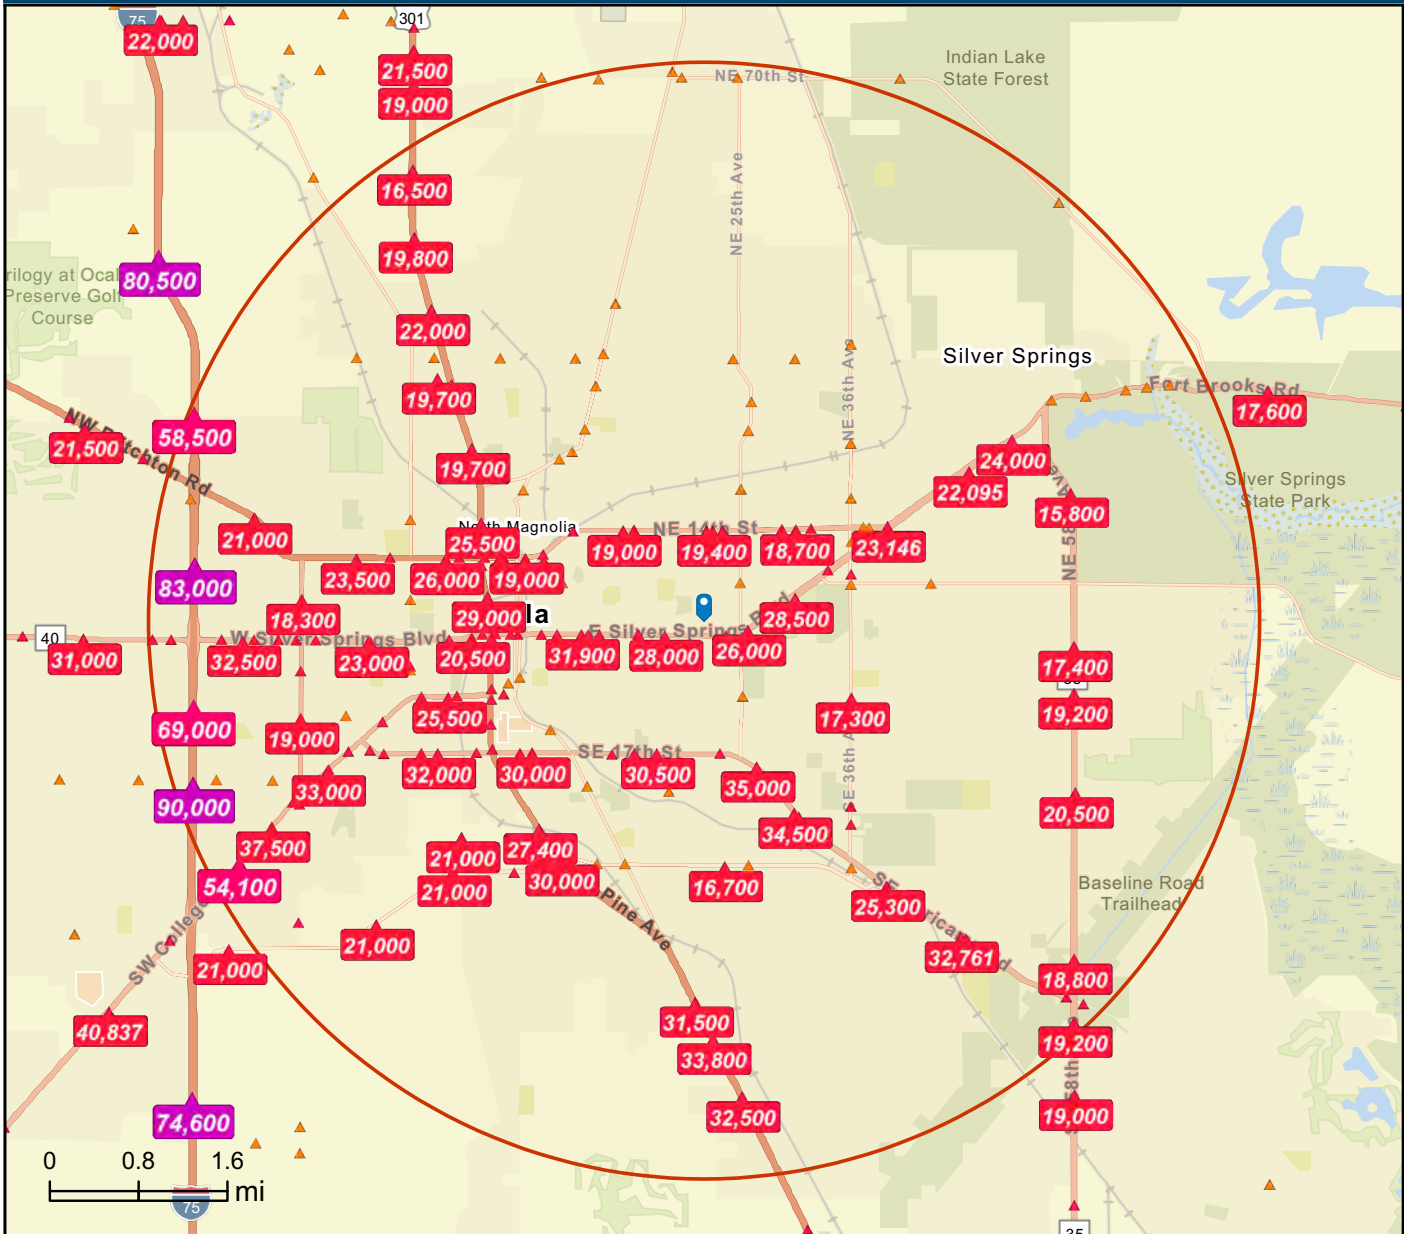 75
301
22,000
21,500
19,000
Indian Lake
State Forest
NE 70th St
16,500
NE 25th Ave
19,800
80,500
rilogy at Ocal
Preserve Golf
Course
22,000
NE 36th Ave
Silver Springs
Fort Brooks Rd
17,600
19,700
58,500
NW Blitchton Rd
21,500
19,700
24,000
22,095
Silver Springs
State Park
15,800
NE 58
Ave
21,000
North Magnolia
25,500
NE 14th St
19,000
19,400
18,700
23,146
23,500
26,000
19,000
83,000
18,300
29,000
la
28,500
40
W Silver Springs Blvd
E Silver Springs Blvd
31,000
32,500
23,000
20,500
31,900
28,000
26,000
17,400
19,200
69,000
19,000
25,500
17,300
SE 17th St
SE 36th A
32,000
30,000
30,500
35,000
33,000
90,000
20,500
34,500
37,500
21,000
27,400
54,100
21,000
30,000
16,700
Baseline Road
Trailhead
SE
ricam
d
25,300
Pine Ave
21,000
32,761
SW College
21,000
18,800
40,837
31,500
19,200
33,800
58th
74,600
32,500
19,000
0 0.8 1.6
mi
75
35